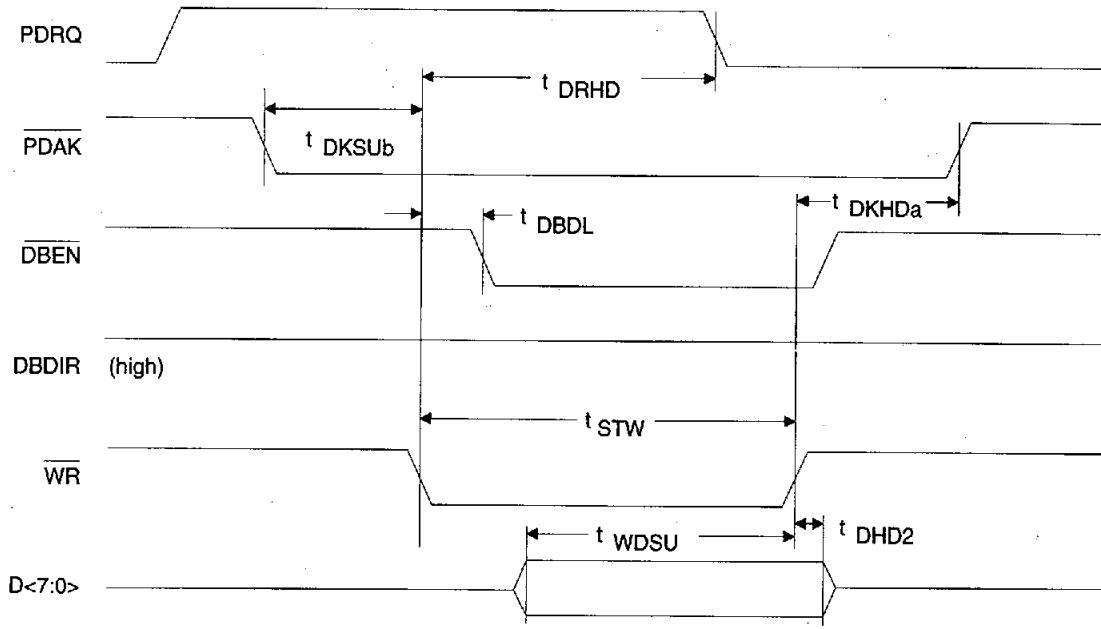 PDRQ
t DRHD
PDAK
t DKSUb
t DKHDa
t DBDL
DBEN
DBDIR (high)
t STW
WR
t WDSU
t DHD2
D<7:0>